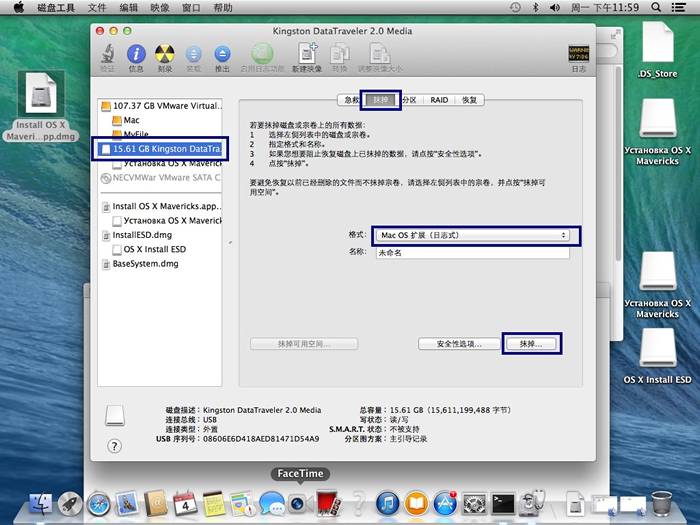 磁盘工具 文件 编辑 映像 窗口 帮助
周一 下午11:59
Kingston DataTraveler 2.0 Media
验证 信息 刻录 装载 推出 启用日志功能 新建映像 转换 调整映像大小 日志
急救 抹掉 分区 RAID 恢复
107.37 GB VMware Virtual…
Mac
MyFile
15.61 GB Kingston DataTra…
Установка OS X Maverick
NECVMWar VMware SATA C
Install OS X Mavericks.app…
Установка OS X Maverick
InstallESD.dmg
OS X Install ESD
BaseSystem.dmg
若要抹掉磁盘或宗卷上的所有数据:
1 选择左侧列表中的磁盘或宗卷。
2 指定格式和名称。
3 如果您想要阻止恢复磁盘上已抹掉的数据,请点按“安全性选项”。
4 点按“抹掉”。
要避免恢复以前已经删除的文件而不抹掉宗卷,请选择左侧列表中的宗卷,并点按“抹掉可
用空间”。
格式: Mac OS 扩展(日志式)
名称: 未命名
抹掉可用空间… 安全性选项… 抹掉…
磁盘描述:Kingston DataTraveler 2.0 Media
连接总线:USB
连接类型:外置
USB 序列号:08606E6D418AED81471D54A9
总容量:15.61 GB(15,611,199,488 字节)
写状态:读/写
S.M.A.R.T. 状态:不被支持
分区图方案:主引导记录
Install OS X
Maveri…pp.dmg
.DS_Store
Установка OS X
Mavericks
Установка OS X
Mavericks
OS X Install ESD
FaceTime
4